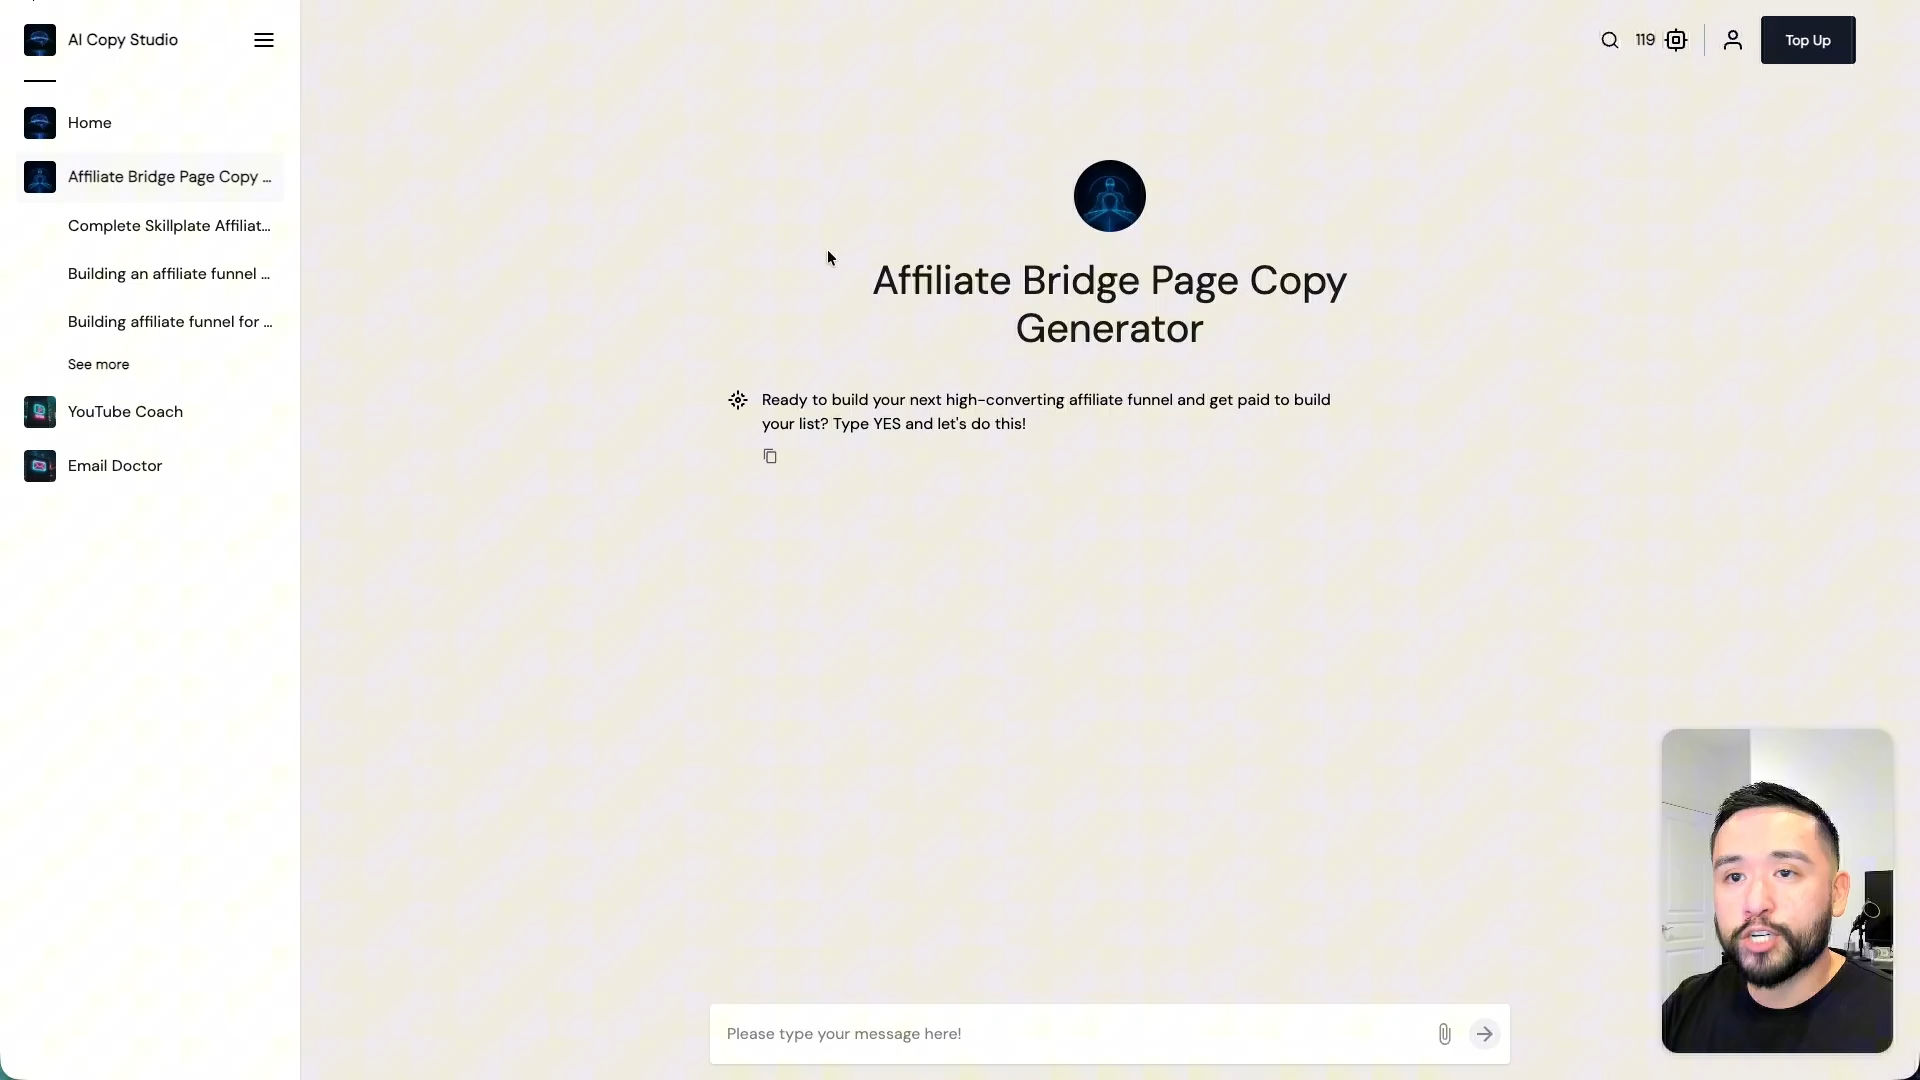 AI Copy Studio
119
Top Up
Home
Affiliate Bridge Page Copy ...
Complete Skillplate Affiliat...
Building an affiliate funnel ...
Building affiliate funnel for ...
See more
YouTube Coach
Email Doctor
Affiliate Bridge Page Copy
Generator
Ready to build your next high-converting affiliate funnel and get paid to build
your list? Type YES and let's do this!
Please type your message here!